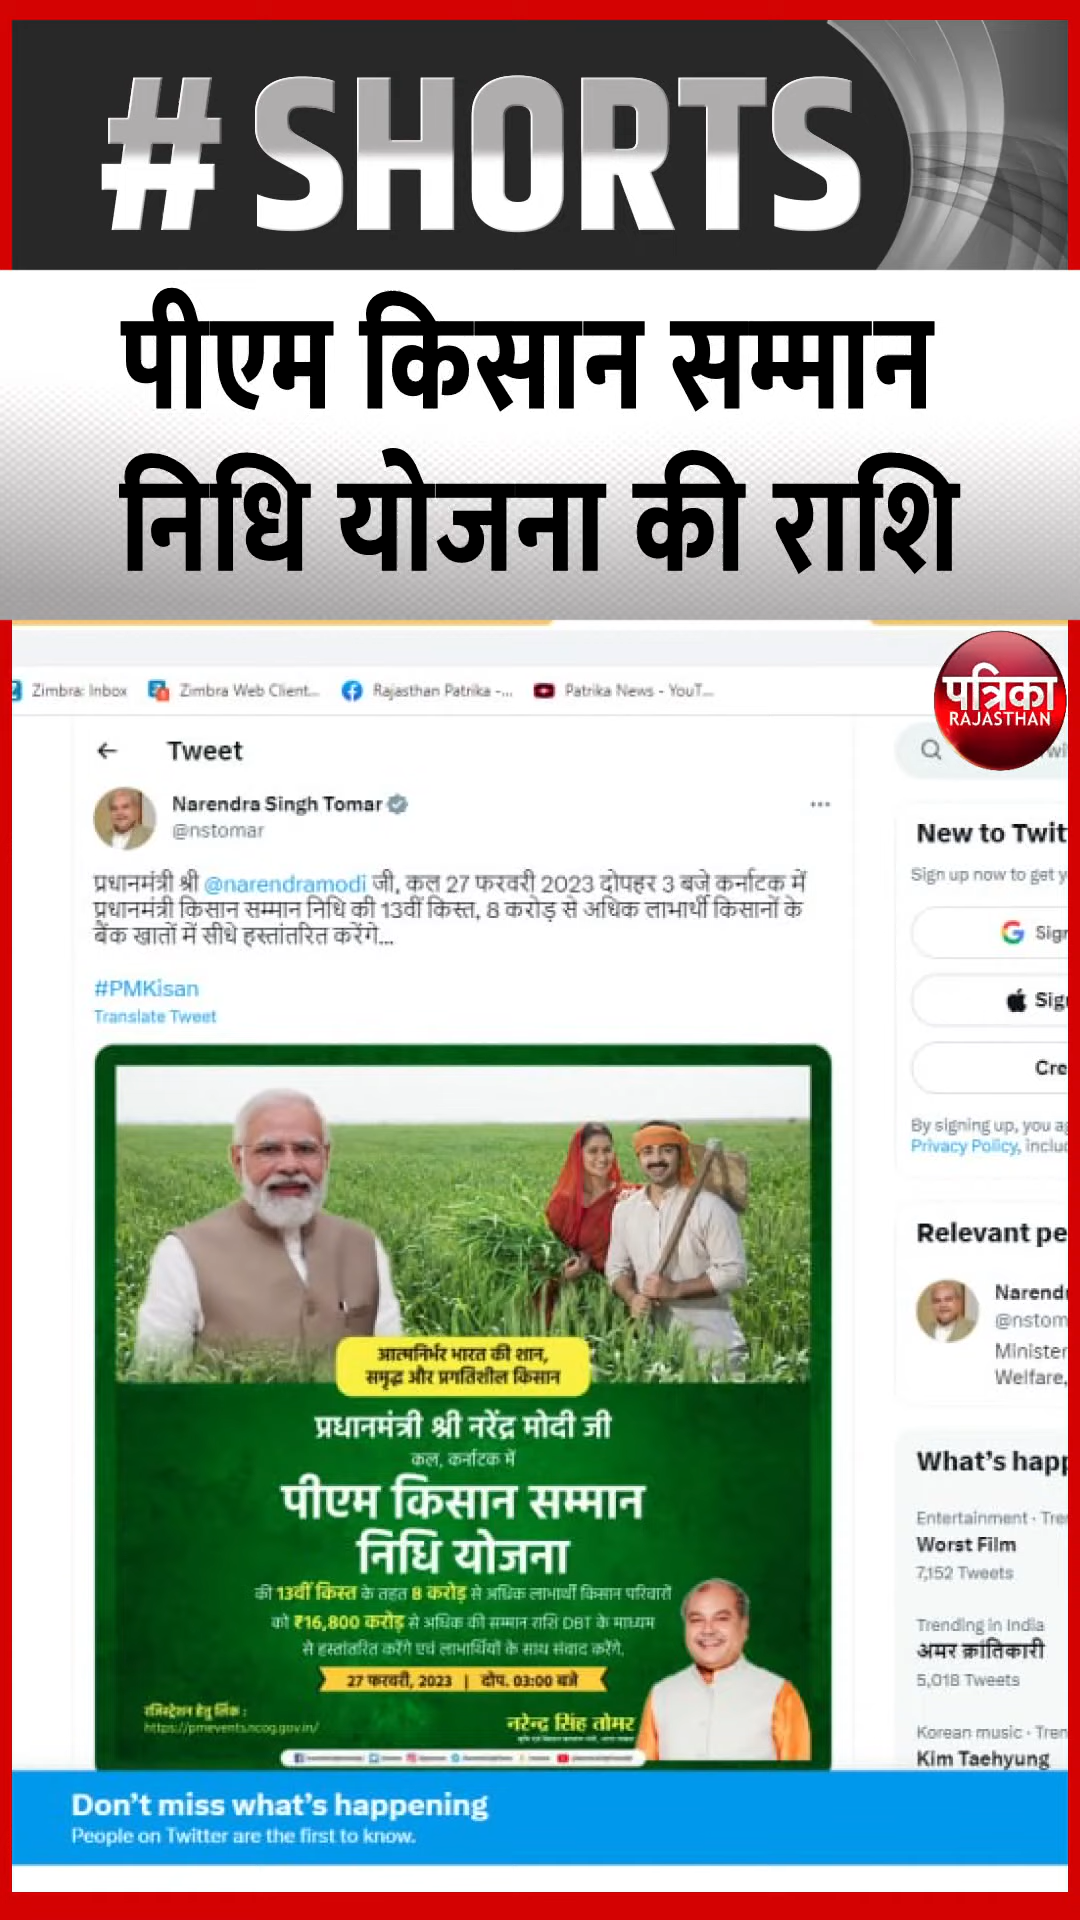 #SHORTS
पीएम किसान सम्मान
निधि योजना की राशि
Zimbra: Inbox
Zimbra Web Client...
Rajasthan Patrika -...
Patrika News - YouT...
पत्रिका
RAJASTHAN
Tweet
Narendra Singh Tomar
@nstomar
प्रधानमंत्री श्री @narendramodi जी, कल 27 फरवरी 2023 दोपहर 3 बजे कर्नाटक में
प्रधानमंत्री किसान सम्मान निधि की 13वीं किस्त, 8 करोड़ से अधिक लाभार्थी किसानों के
बैंक खातों में सीधे हस्तांतरित करेंगे...
#PMKisan
Translate Tweet
आत्मनिर्भर भारत की शान,
समृद्ध और प्रगतिशील किसान
प्रधानमंत्री श्री नरेंद्र मोदी जी
कल, कर्नाटक में
पीएम किसान सम्मान
निधि योजना
की 13वीं किस्त के तहत 8 करोड़ से अधिक लाभार्थी किसान परिवारों
को ₹16,800 करोड़ से अधिक की सम्मान राशि DBT के माध्यम
से हस्तांतरित करेंगे एवं लाभार्थियों के साथ संवाद करेंगे.
27 फरवरी, 2023 | दोप. 03:00 बजे
रजिस्ट्रेशन हेतु लिंक :
https://pmevents.ncog.gov.in/
नरेन्द्र सिंह तोमर
New to Twit
Sign up now to get y
Sign
Sig
Cre
By signing up, you ag
Privacy Policy, includ
Relevant pe
Narend
@nstom
Minister
Welfare,
What's happ
Entertainment · Tre
Worst Film
7,152 Tweets
Trending in India
अमर क्रांतिकारी
5,018 Tweets
Korean music · Tren
Kim Taehyung
Don't miss what's happening
People on Twitter are the first to know.